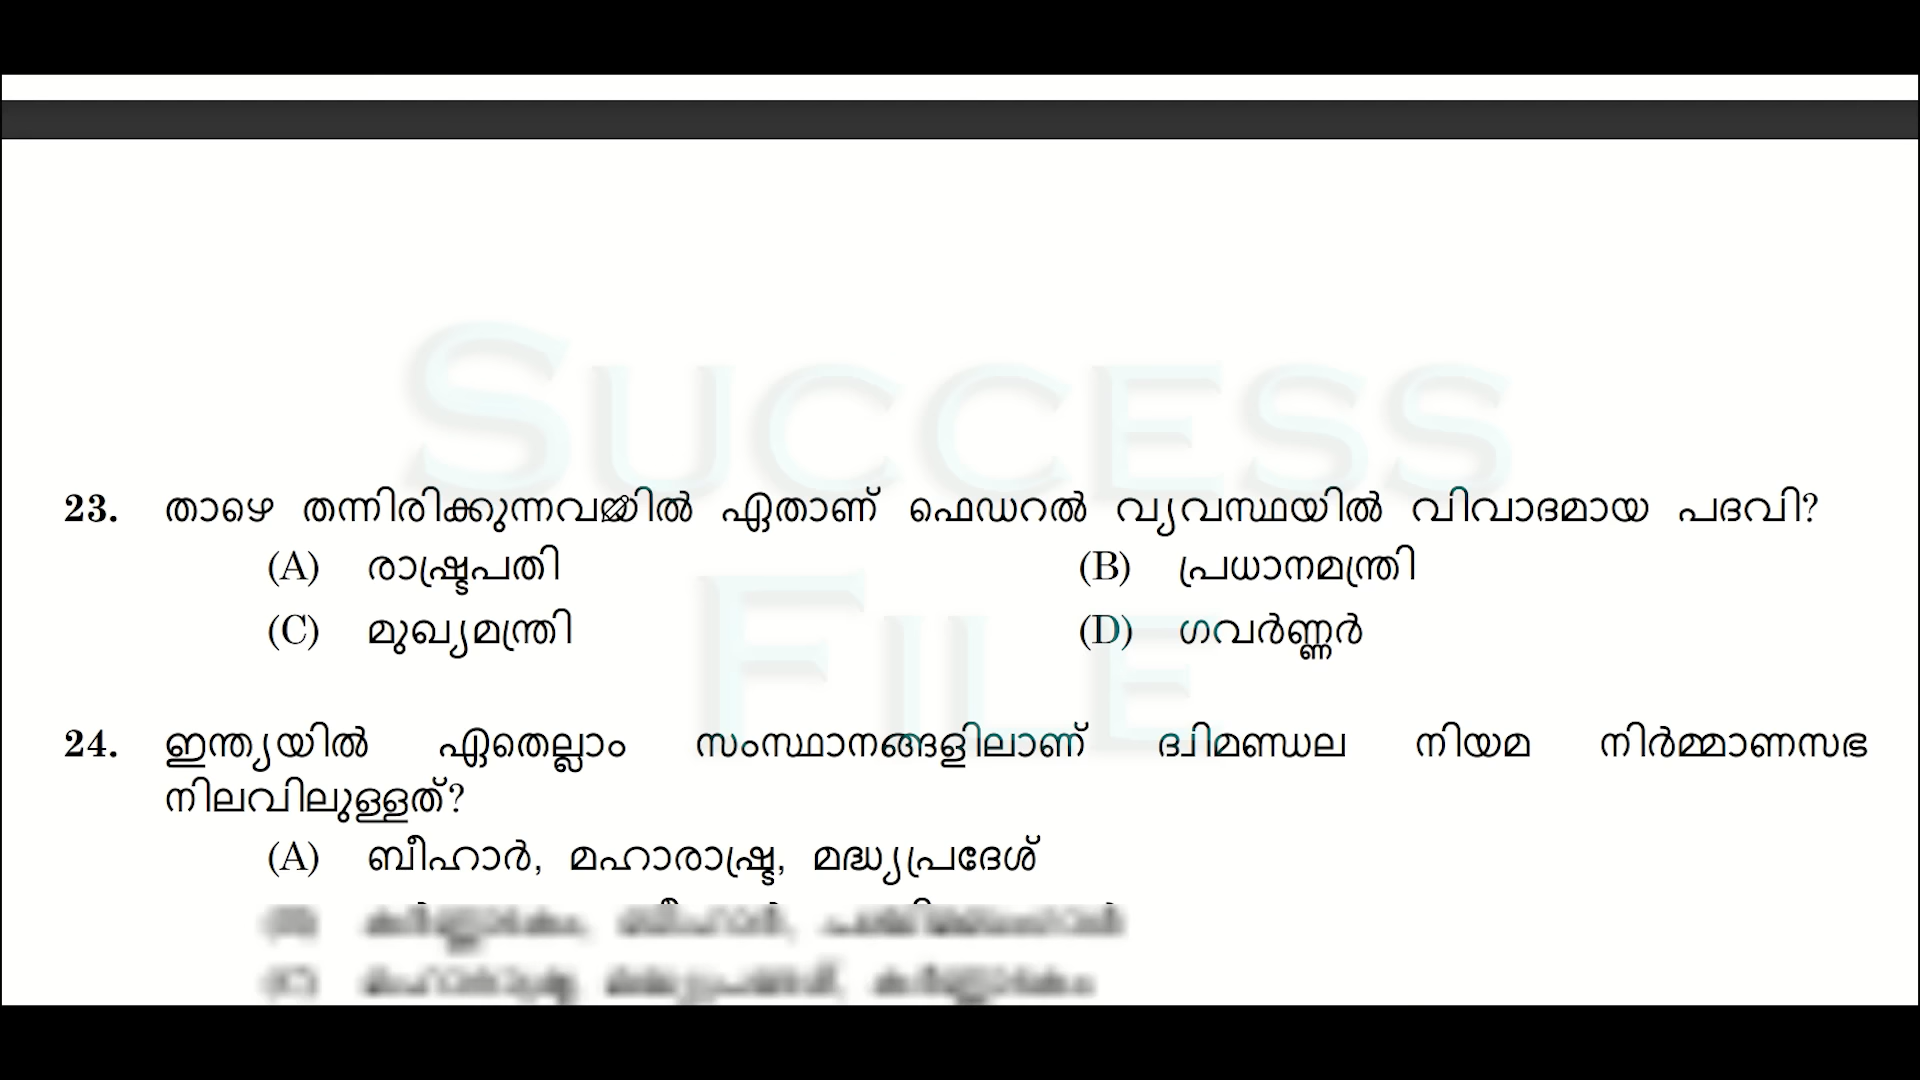 SUCCESS
FILE
23. താഴെ തന്നിരിക്കുന്നവയിൽ ഏതാണ് ഫെഡറൽ വ്യവസ്ഥയിൽ വിവാദമായ പദവി?
(A) രാഷ്ട്രപതി (B) പ്രധാനമന്ത്രി
(C) മുഖ്യമന്ത്രി (D) ഗവർണ്ണർ
24. ഇന്ത്യയിൽ ഏതെല്ലാം സംസ്ഥാനങ്ങളിലാണ് ദ്വിമണ്ഡല നിയമ നിർമ്മാണസഭ
നിലവിലുള്ളത്?
(A) ബീഹാർ, മഹാരാഷ്ട്ര, മദ്ധ്യപ്രദേശ്